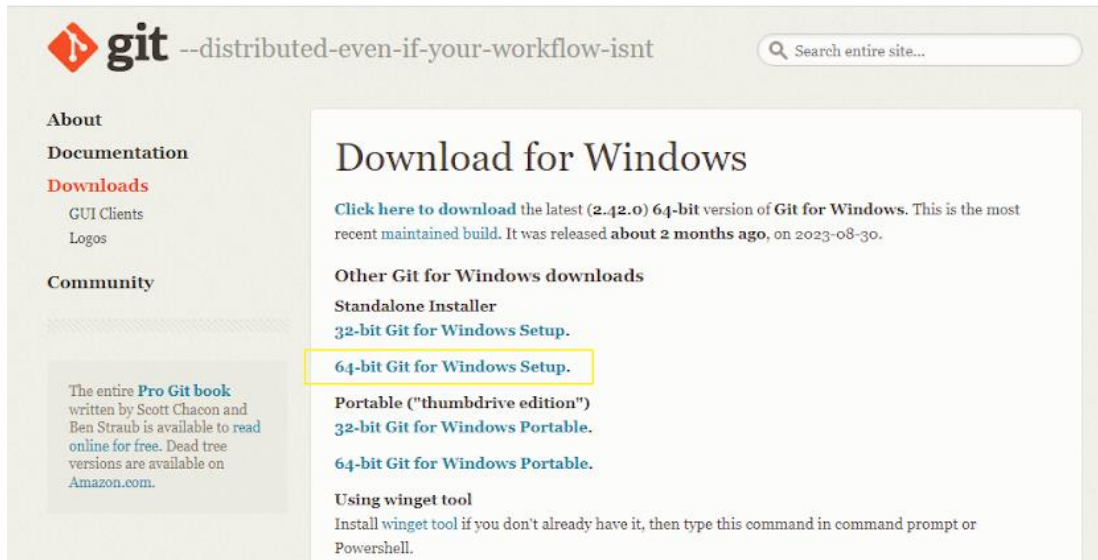 git --distributed-even-if-your-workflow-isnt
Search entire site...
About
Documentation
Downloads
GUI Clients
Logos
Community
The entire Pro Git book
written by Scott Chacon and
Ben Straub is available to read
online for free. Dead tree
versions are available on
Amazon.com.
Download for Windows
Click here to download the latest (2.42.0) 64-bit version of Git for Windows. This is the most
recent maintained build. It was released about 2 months ago, on 2023-08-30.
Other Git for Windows downloads
Standalone Installer
32-bit Git for Windows Setup.
64-bit Git for Windows Setup.
Portable ("thumbdrive edition")
32-bit Git for Windows Portable.
64-bit Git for Windows Portable.
Using winget tool
Install winget tool if you don't already have it, then type this command in command prompt or
Powershell.